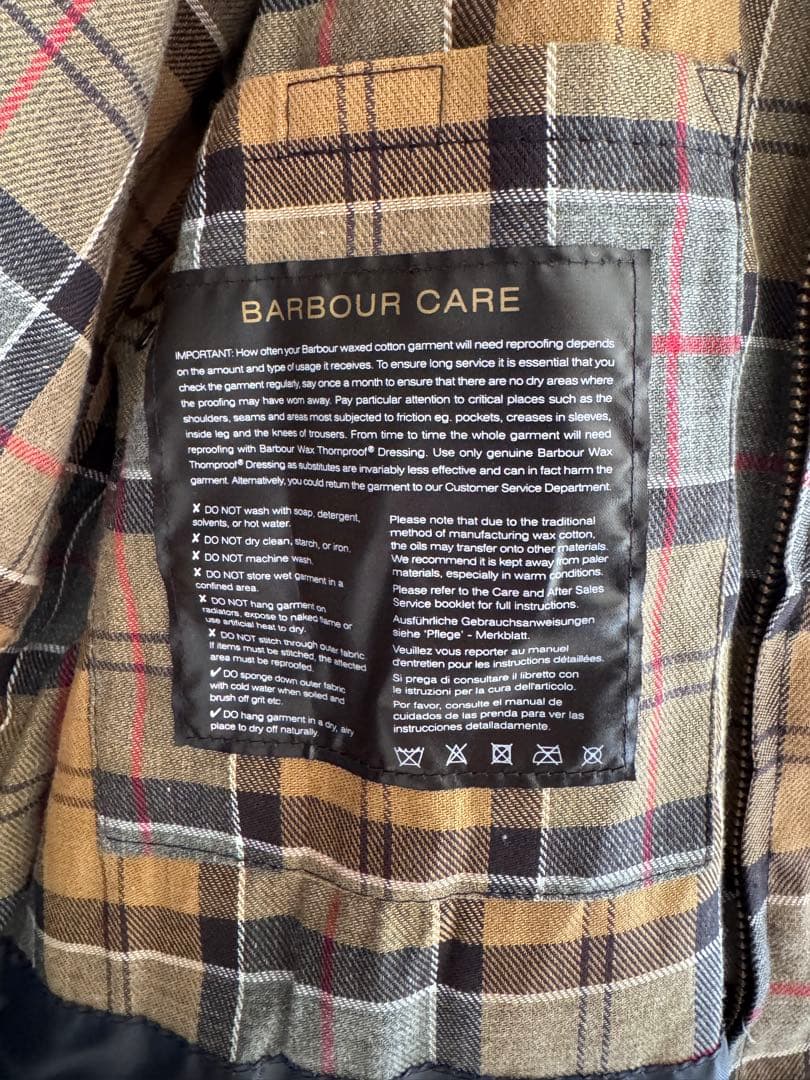 BARBOUR CARE
IMPORTANT: How often your Barbour waxed cotton garment will need reproofing depends
on the amount and type of usage it receives. To ensure long service it is essential that you
check the garment regularly, say once a month to ensure that there are no dry areas where
the proofing may have worn away. Pay particular attention to critical places such as the
shoulders, seams and areas most subjected to friction eg. pockets, creases in sleeves,
inside leg and the knees of trousers. From time to time the whole garment will need
reproofing with Barbour Wax Thornproof® Dressing. Use only genuine Barbour Wax
Thornproof® Dressing as substitutes are invariably less effective and can in fact harm the
garment. Alternatively, you could return the garment to our Customer Service Department.
✗ DO NOT wash with soap, detergent,
solvents, or hot water.
✗ DO NOT dry clean, starch, or iron.
✗ DO NOT machine wash.
✗ DO NOT store wet garment in a
confined area.
✗ DO NOT hang garment on
radiators, expose to naked flame or
use artificial heat to dry.
✗ DO NOT stitch through outer fabric.
If items must be stitched, the affected
area must be reproofed.
✓ DO sponge down outer fabric
with cold water when soiled and
brush off grit etc.
✓ DO hang garment in a dry, airy
place to dry off naturally.
Please note that due to the traditional
method of manufacturing wax cotton,
the oils may transfer onto other materials.
We recommend it is kept away from paler
materials, especially in warm conditions.
Please refer to the Care and After Sales
Service booklet for full instructions.
Ausführliche Gebrauchsanweisungen
siehe 'Pflege' - Merkblatt.
Veuillez vous reporter au manuel
d'entretien pour les instructions détaillées.
Si prega di consultare il libretto con
le istruzioni per la cura dell'articolo.
Por favor, consulte el manual de
cuidados de las prenda para ver las
instrucciones detalladamente.